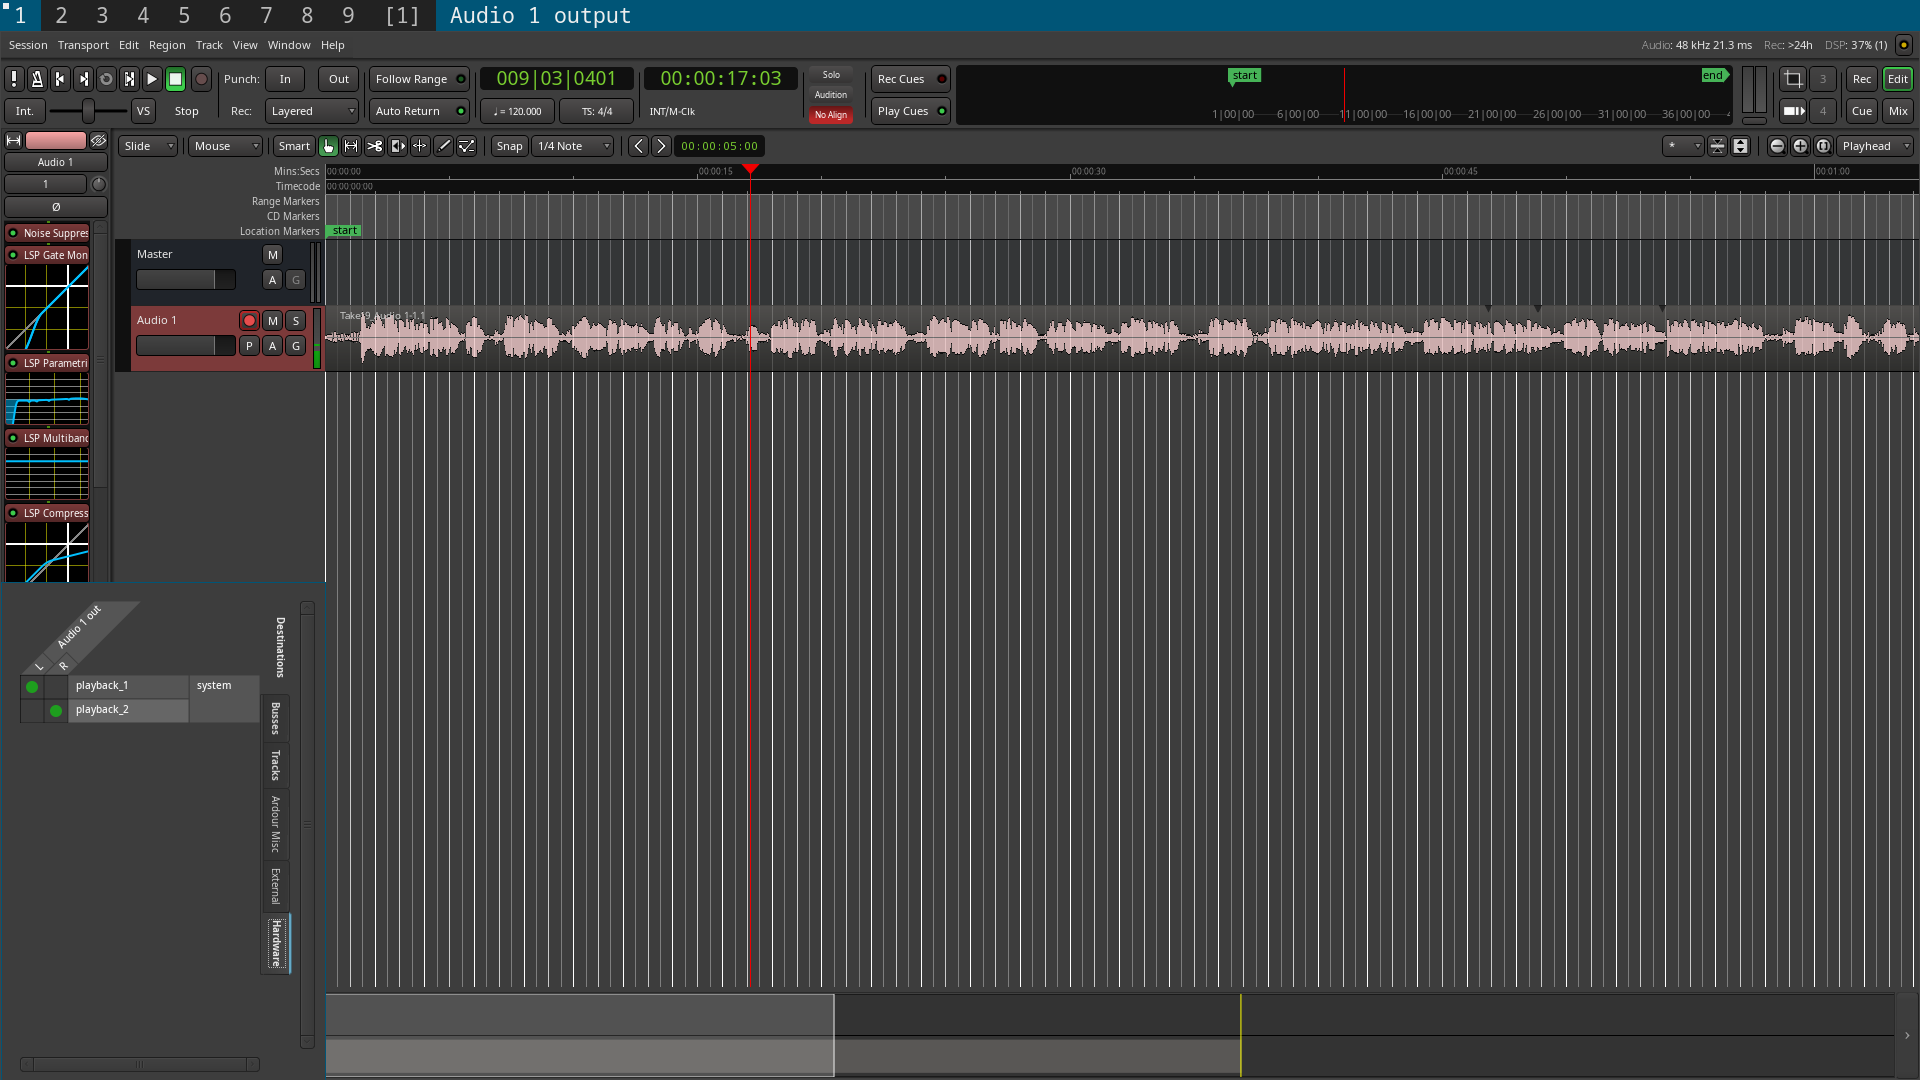 1 2 3 4 5 6 7 8 9 [1] Audio 1 output
Session Transport Edit Region Track View Window Help
Audio: 48 kHz 21.3 ms Rec: >24h DSP: 37% (1)
Punch: In Out Follow Range 009|03|0401 00:00:17:03 Solo Rec Cues
Audition
Int. VS Stop Rec: Layered Auto Return ♩ = 120.000 TS: 4/4 INT/M-Clk No Align Play Cues
start end
1|00|00 6|00|00 11|00|00 16|00|00 21|00|00 26|00|00 31|00|00 36|00|00
3 Rec Edit
4 Cue Mix
Audio 1
1
Ø
Slide Mouse Smart Snap 1/4 Note 00:00:05:00 * Playhead
Mins:Secs 00:00:00 00:00:15 00:00:30 00:00:45 00:01:00
Timecode 00:00:00:00
Range Markers
CD Markers
Location Markers start
Noise Suppres
LSP Gate Mon
LSP Parametri
LSP Multiband
LSP Compress
Master M
A G
Audio 1 M S
P A G
Take19_Audio 1-1.1
Audio 1 out
L R
playback_1 system
playback_2
Destinations
Busses
Tracks
Ardour Misc
External
Hardware